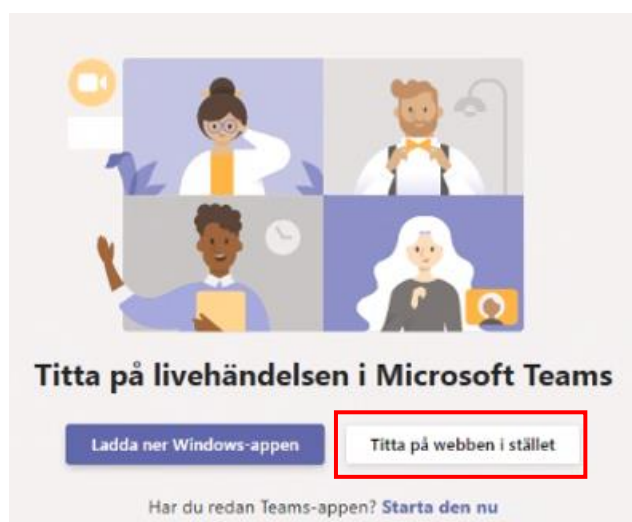 Titta på livehändelsen i Microsoft Teams
Ladda ner Windows-appen
Titta på webben i stället
Har du redan Teams-appen? Starta den nu